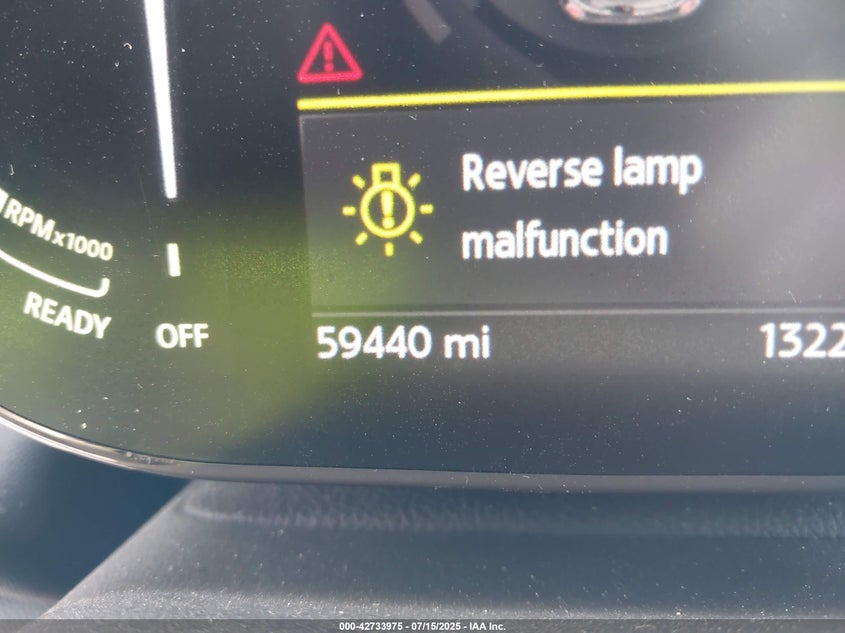 Reverse lamp
malfunction
RPMx1000
READY
OFF
59440 mi
1322
000-42733975 - 07/15/2025 - IAA Inc.